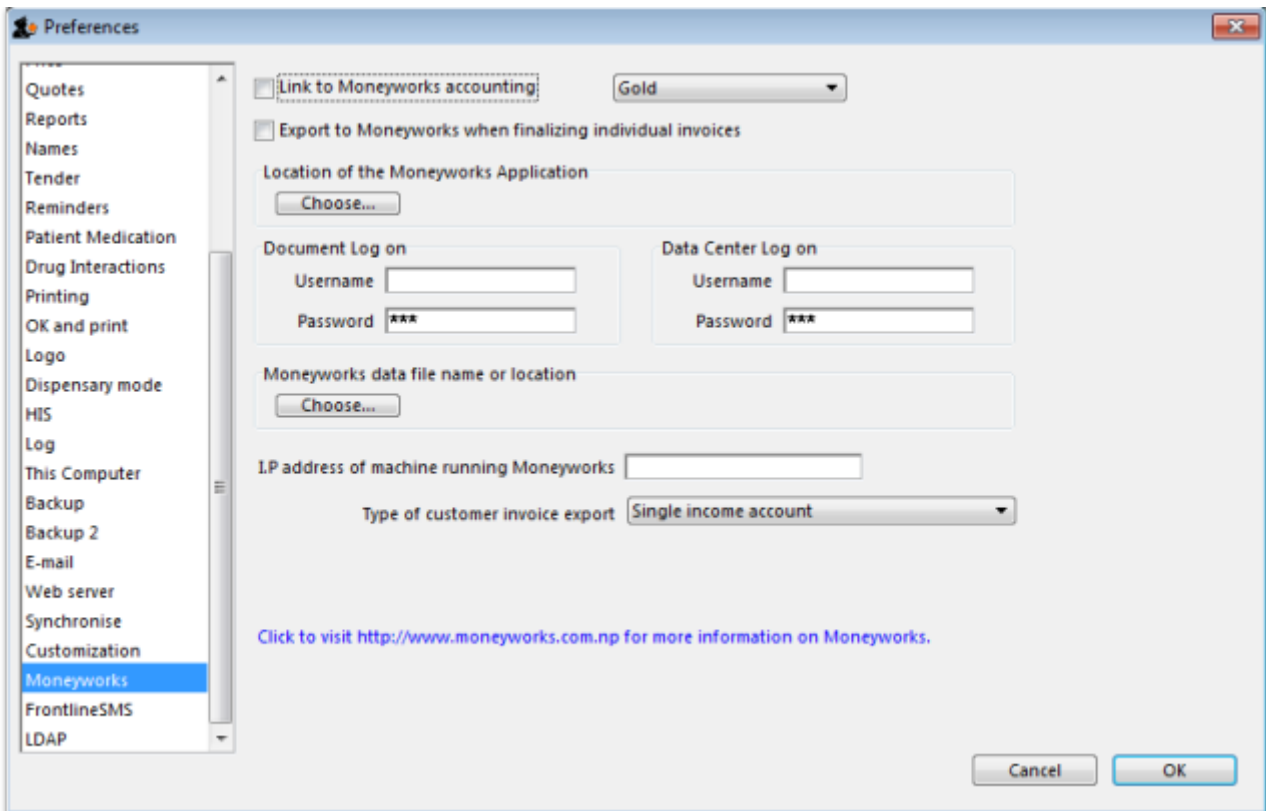 Preferences
Quotes
Reports
Names
Tender
Reminders
Patient Medication
Drug Interactions
Printing
OK and print
Logo
Dispensary mode
HIS
Log
This Computer
Backup
Backup 2
E-mail
Web server
Synchronise
Customization
Moneyworks
FrontlineSMS
LDAP
Link to Moneyworks accounting Gold
Export to Moneyworks when finalizing individual invoices
Location of the Moneyworks Application
Choose...
Document Log on
Username
Password ***
Data Center Log on
Username
Password ***
Moneyworks data file name or location
Choose...
I.P address of machine running Moneyworks
Type of customer invoice export Single income account
Click to visit http://www.moneyworks.com.np for more information on Moneyworks.
Cancel OK